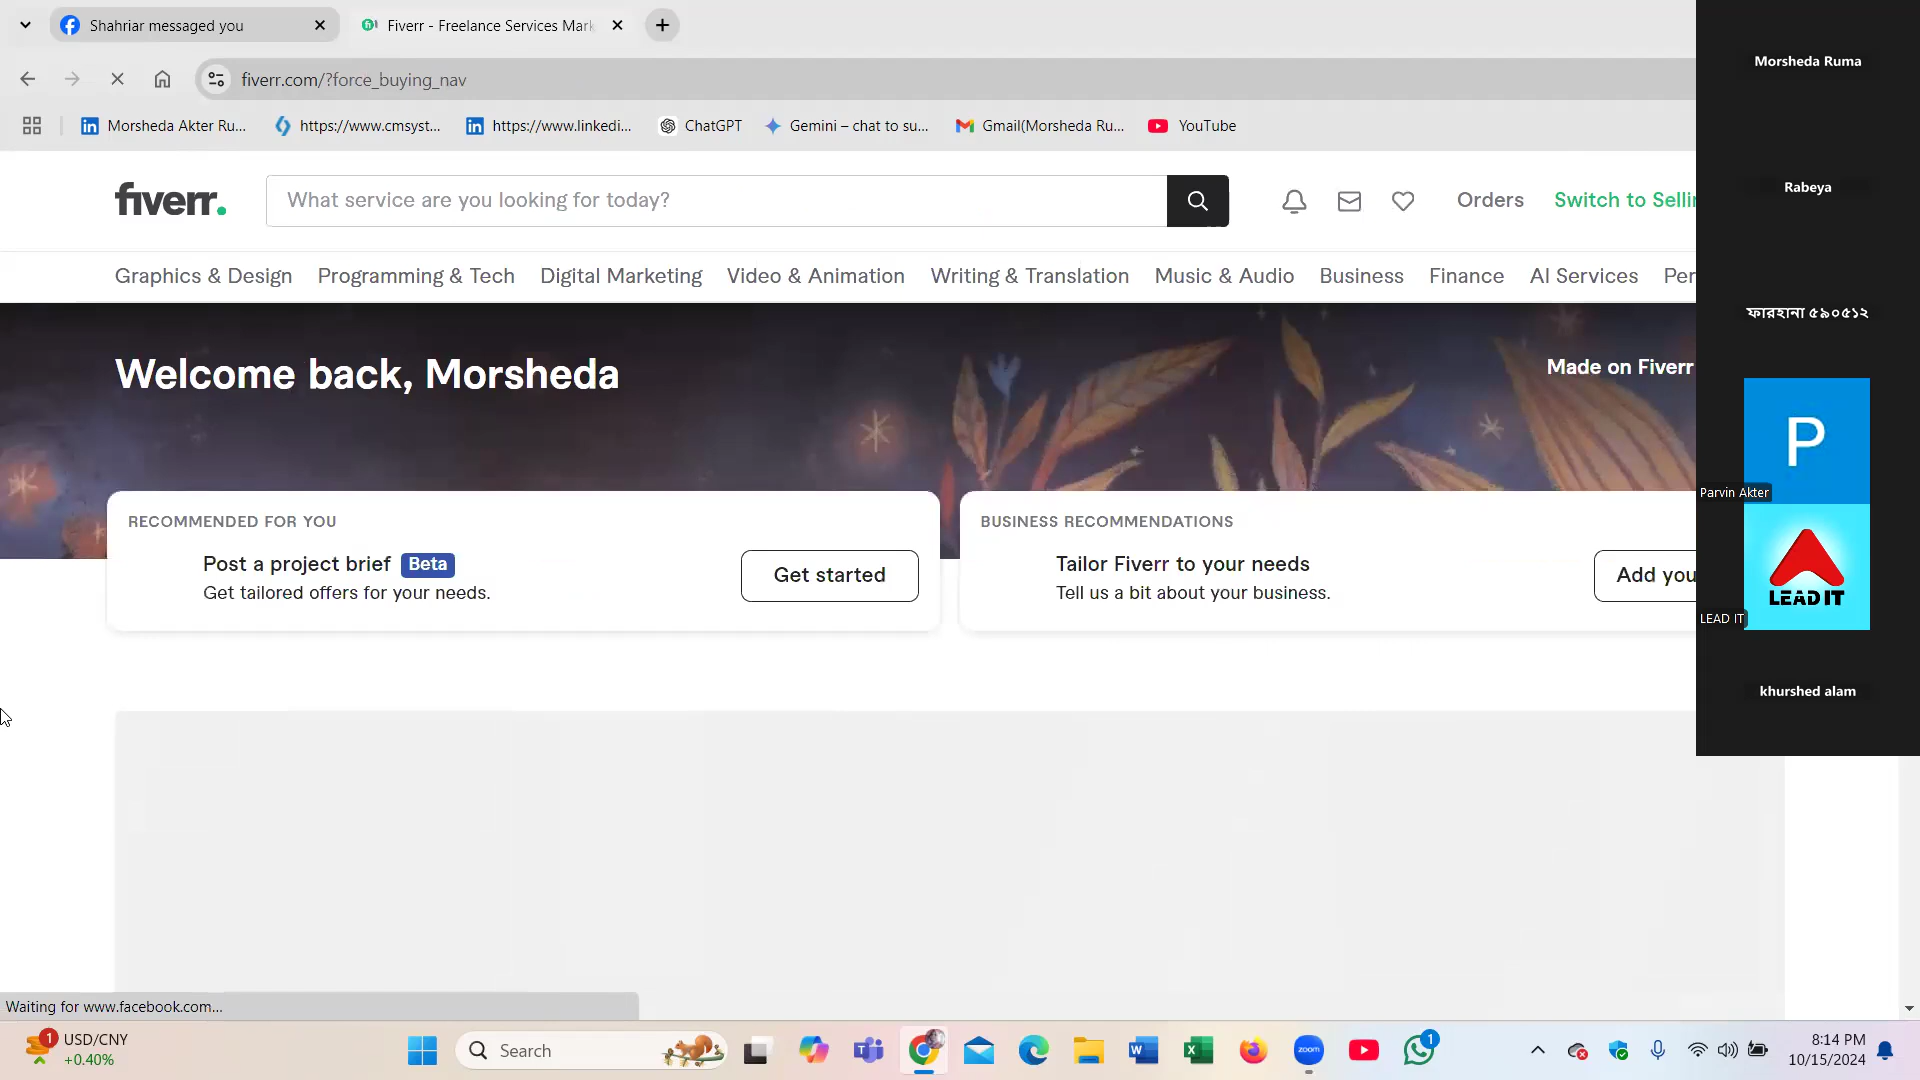 Shahriar messaged you
Fiverr - Freelance Services Mark
fiverr.com/?force_buying_nav
Morsheda Akter Ru...
https://www.cmsyst...
https://www.linkedi...
ChatGPT
Gemini – chat to su...
Gmail(Morsheda Ru...
YouTube
fiverr.
What service are you looking for today?
Orders
Switch to Sellin
Graphics & Design
Programming & Tech
Digital Marketing
Video & Animation
Writing & Translation
Music & Audio
Business
Finance
AI Services
Per
Welcome back, Morsheda
Made on Fiverr
RECOMMENDED FOR YOU
Post a project brief Beta
Get tailored offers for your needs.
Get started
BUSINESS RECOMMENDATIONS
Tailor Fiverr to your needs
Tell us a bit about your business.
Add you
Morsheda Ruma
Rabeya
ফারহানা ৫৯০৫১২
P
Parvin Akter
LEAD IT
LEAD IT
khurshed alam
Waiting for www.facebook.com...
1
USD/CNY
+0.40%
Search
zoom
1
8:14 PM
10/15/2024